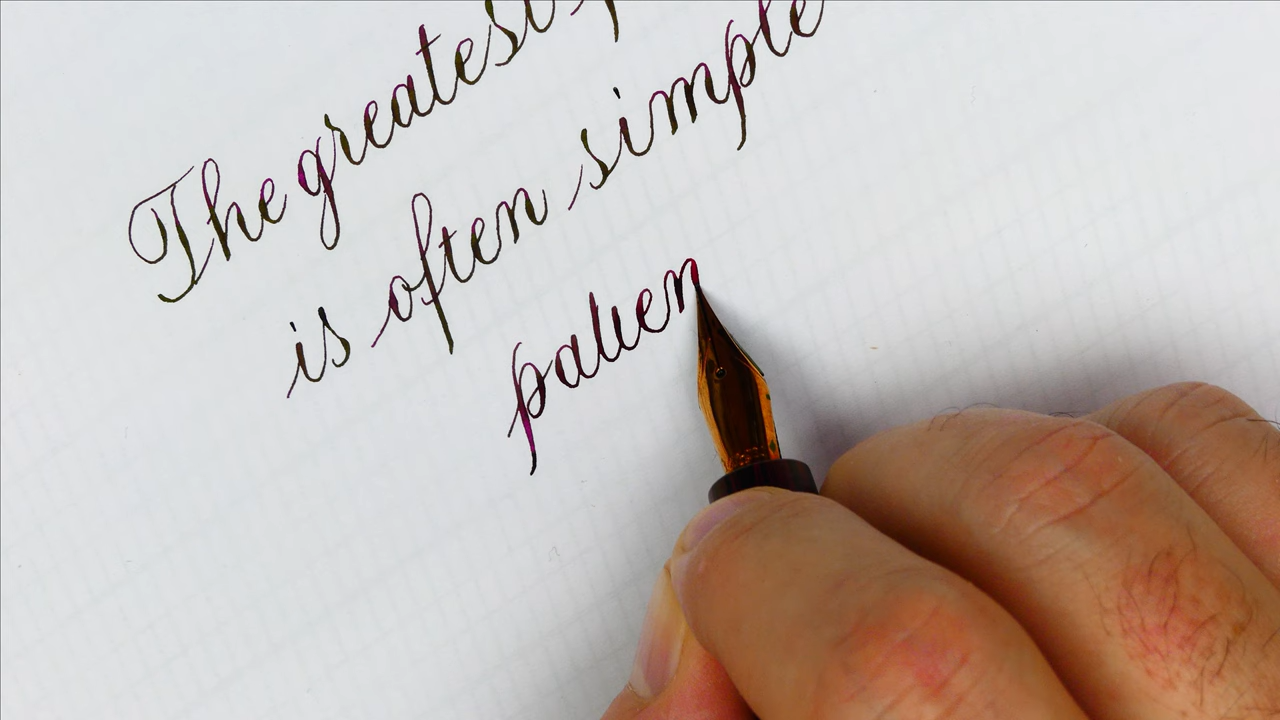 The greatest
is often simple
patien